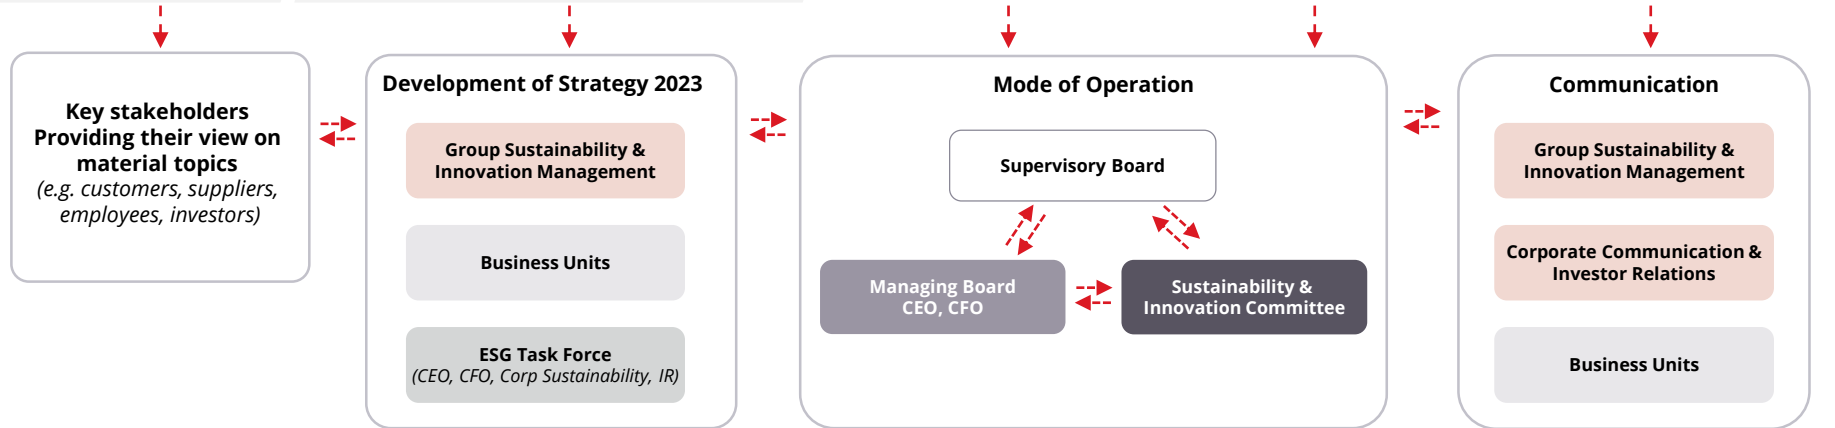 Key stakeholders
Providing their view on
material topics
(e.g. customers, suppliers,
employees, investors)
Development of Strategy 2023
Group Sustainability &
Innovation Management
Business Units
ESG Task Force
(CEO, CFO, Corp Sustainability, IR)
Mode of Operation
Supervisory Board
Managing Board
CEO, CFO
Sustainability &
Innovation Committee
Communication
Group Sustainability &
Innovation Management
Corporate Communication &
Investor Relations
Business Units